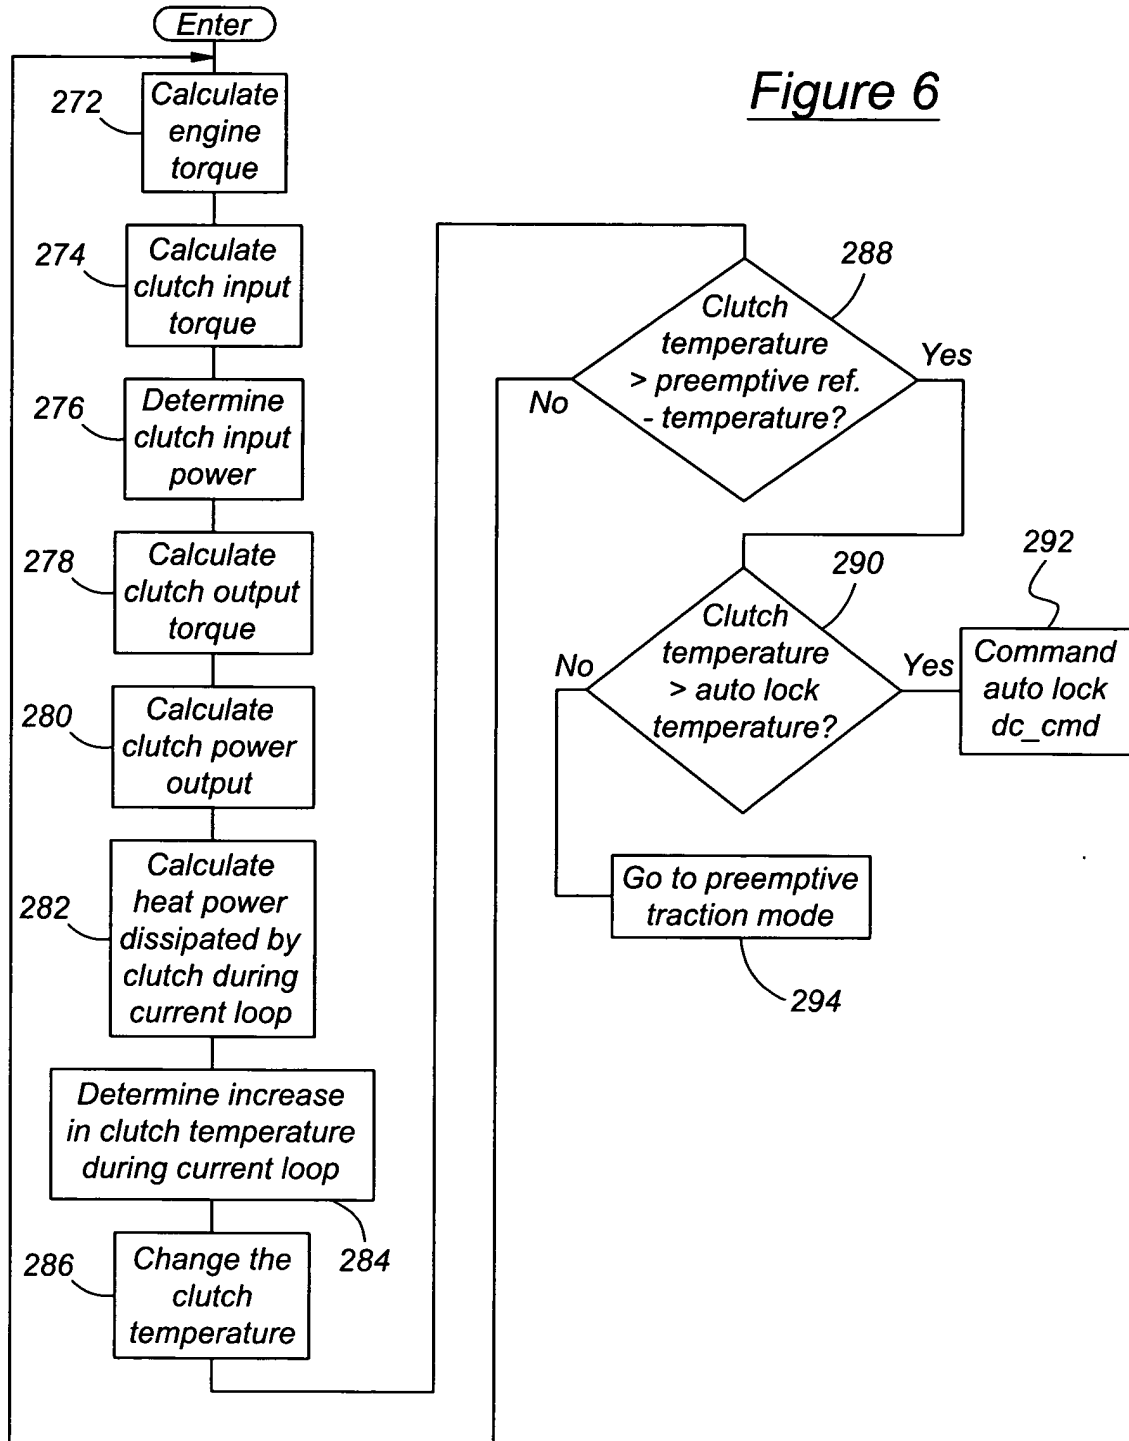 Enter
Figure 6
272
Calculate
engine
torque
274
Calculate
clutch input
torque
276
Determine
clutch input
power
278
Calculate
clutch output
torque
280
Calculate
clutch power
output
282
Calculate
heat power
dissipated by
clutch during
current loop
Determine increase
in clutch temperature
during current loop
284
286
Change the
clutch
temperature
288
Clutch
temperature
> preemptive ref.
- temperature?
No
Yes
290
Clutch
temperature
> auto lock
temperature?
No
Yes
292
Command
auto lock
dc_cmd
Go to preemptive
traction mode
294